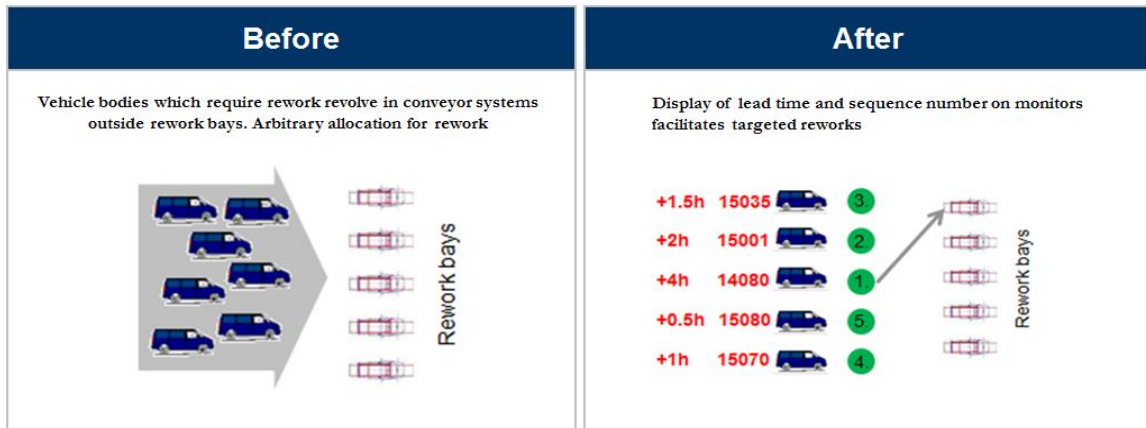 Before
Vehicle bodies which require rework revolve in conveyor systems
outside rework bays. Arbitrary allocation for rework
Rework bays
After
Display of lead time and sequence number on monitors
facilitates targeted reworks
+1.5h 15035 3.
+2h 15001 2.
+4h 14080 1.
+0.5h 15080 5.
+1h 15070 4.
Rework bays